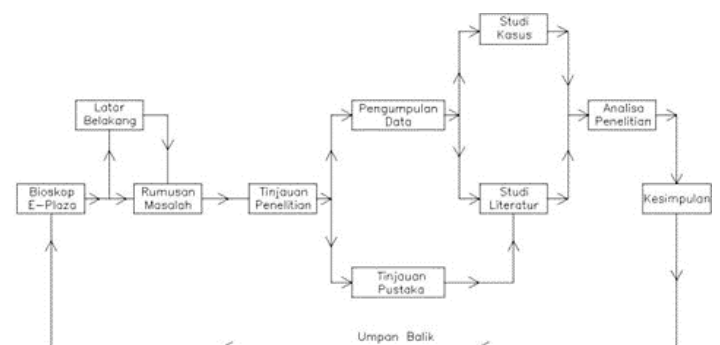 Studi
Kasus
Latar
Belakang
Pengumpulan
Data
Analisa
Penelitian
Bioskop
E-Plaza
Rumusan
Masalah
Tinjauan
Penelitian
Studi
Literatur
Kesimpulan
Tinjauan
Pustaka
Umpan Balik